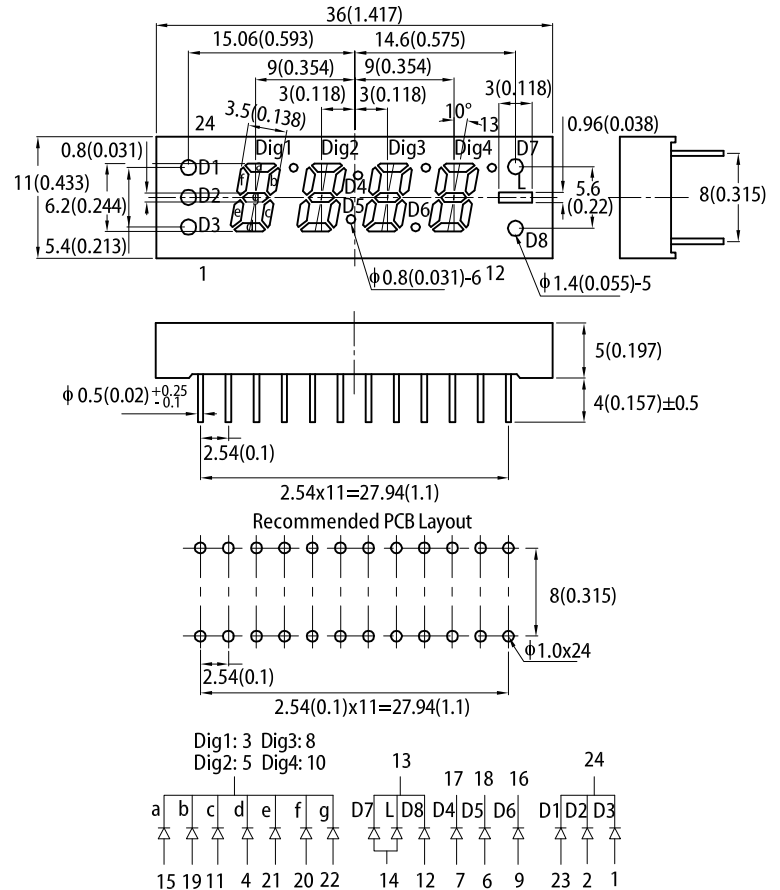 36(1.417)
15.06(0.593) 14.6(0.575)
9(0.354) 9(0.354)
3(0.118) 3(0.118) 3(0.118)
3.5(0.138) 10°
24 13 0.96(0.038)
0.8(0.031) Dig1 Dig2 Dig3 Dig4 D7
D1 a f b D4 L
11(0.433) D2 g 5.6
(0.22) 8(0.315)
6.2(0.244) D5 D6
D3 e c d D8
5.4(0.213)
1 ϕ0.8(0.031)-6 12 ϕ1.4(0.055)-5
5(0.197)
ϕ0.5(0.02) +0.25
-0.1
4(0.157)±0.5
2.54(0.1)
2.54x11=27.94(1.1)
Recommended PCB Layout
8(0.315)
ϕ1.0x24
2.54(0.1)
2.54(0.1)x11=27.94(1.1)
Dig1: 3 Dig3: 8
Dig2: 5 Dig4: 10
13 24
17 18 16
a b c d e f g D7 L D8 D4 D5 D6 D1 D2 D3
15 19 11 4 21 20 22 14 12 7 6 9 23 2 1